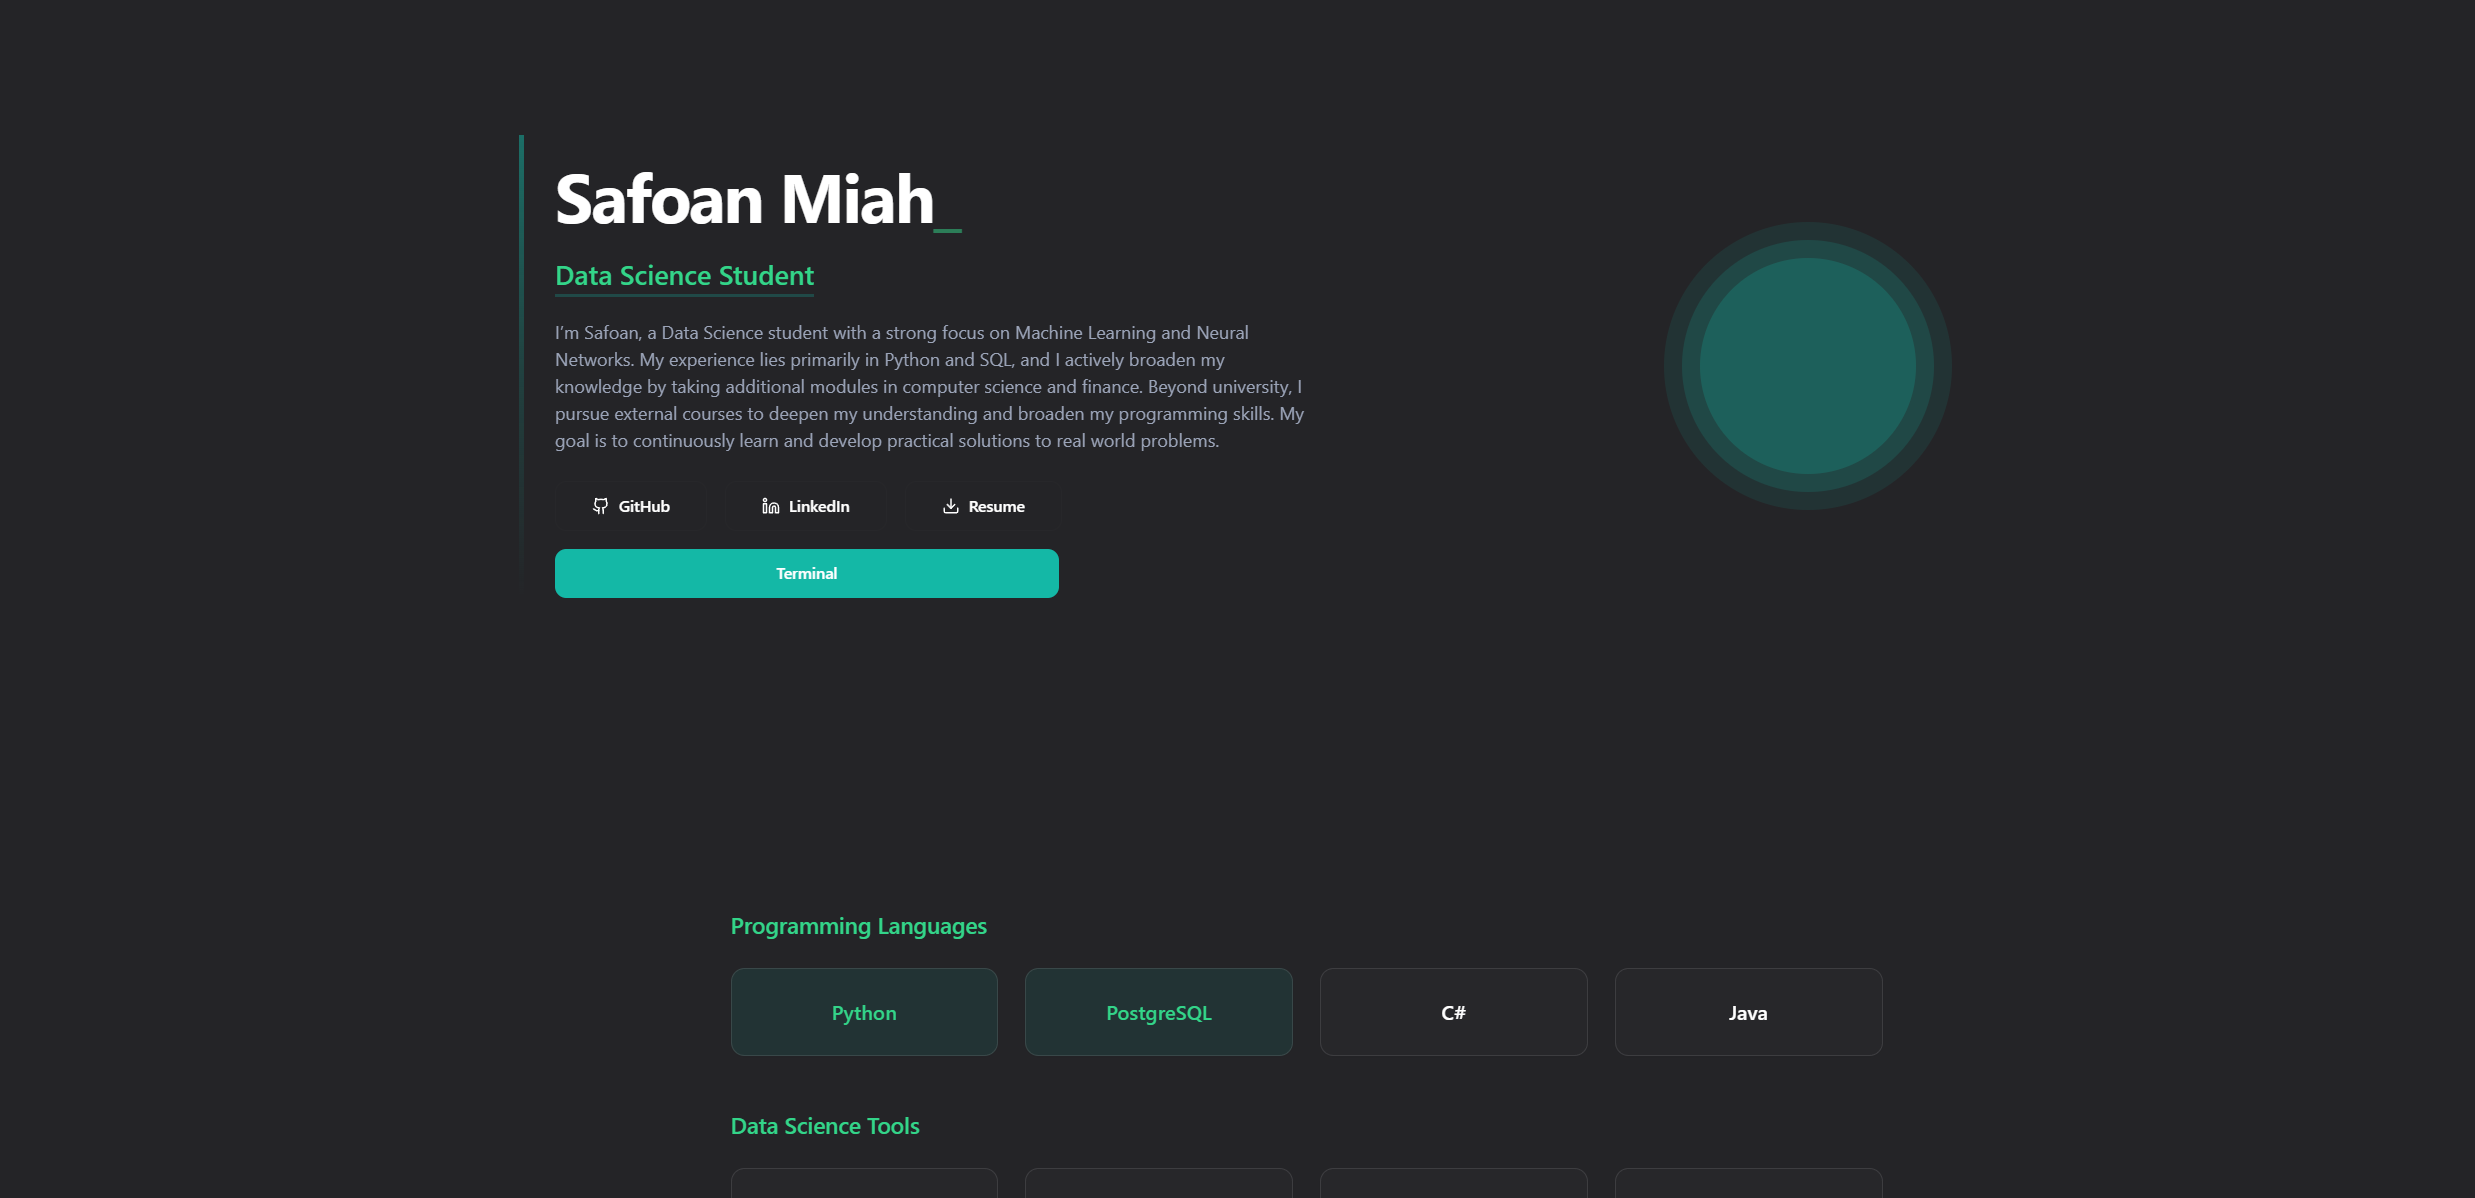 Safoan Miah_
Data Science Student
I’m Safoan, a Data Science student with a strong focus on Machine Learning and Neural
Networks. My experience lies primarily in Python and SQL, and I actively broaden my
knowledge by taking additional modules in computer science and finance. Beyond university, I
pursue external courses to deepen my understanding and broaden my programming skills. My
goal is to continuously learn and develop practical solutions to real world problems.
GitHub LinkedIn Resume
Terminal
Programming Languages
Python PostgreSQL C# Java
Data Science Tools